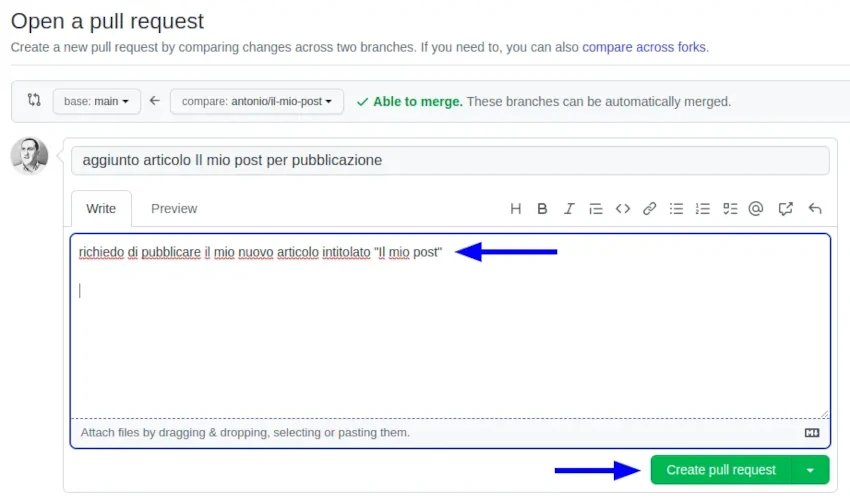 Open a pull request
Create a new pull request by comparing changes across two branches. If you need to, you can also compare across forks.
base: main compare: antonio/il-mio-post Able to merge. These branches can be automatically merged.
aggiunto articolo Il mio post per pubblicazione
Write Preview
richiedo di pubblicare il mio nuovo articolo intitolato "Il mio post"
Attach files by dragging & dropping, selecting or pasting them.
Create pull request